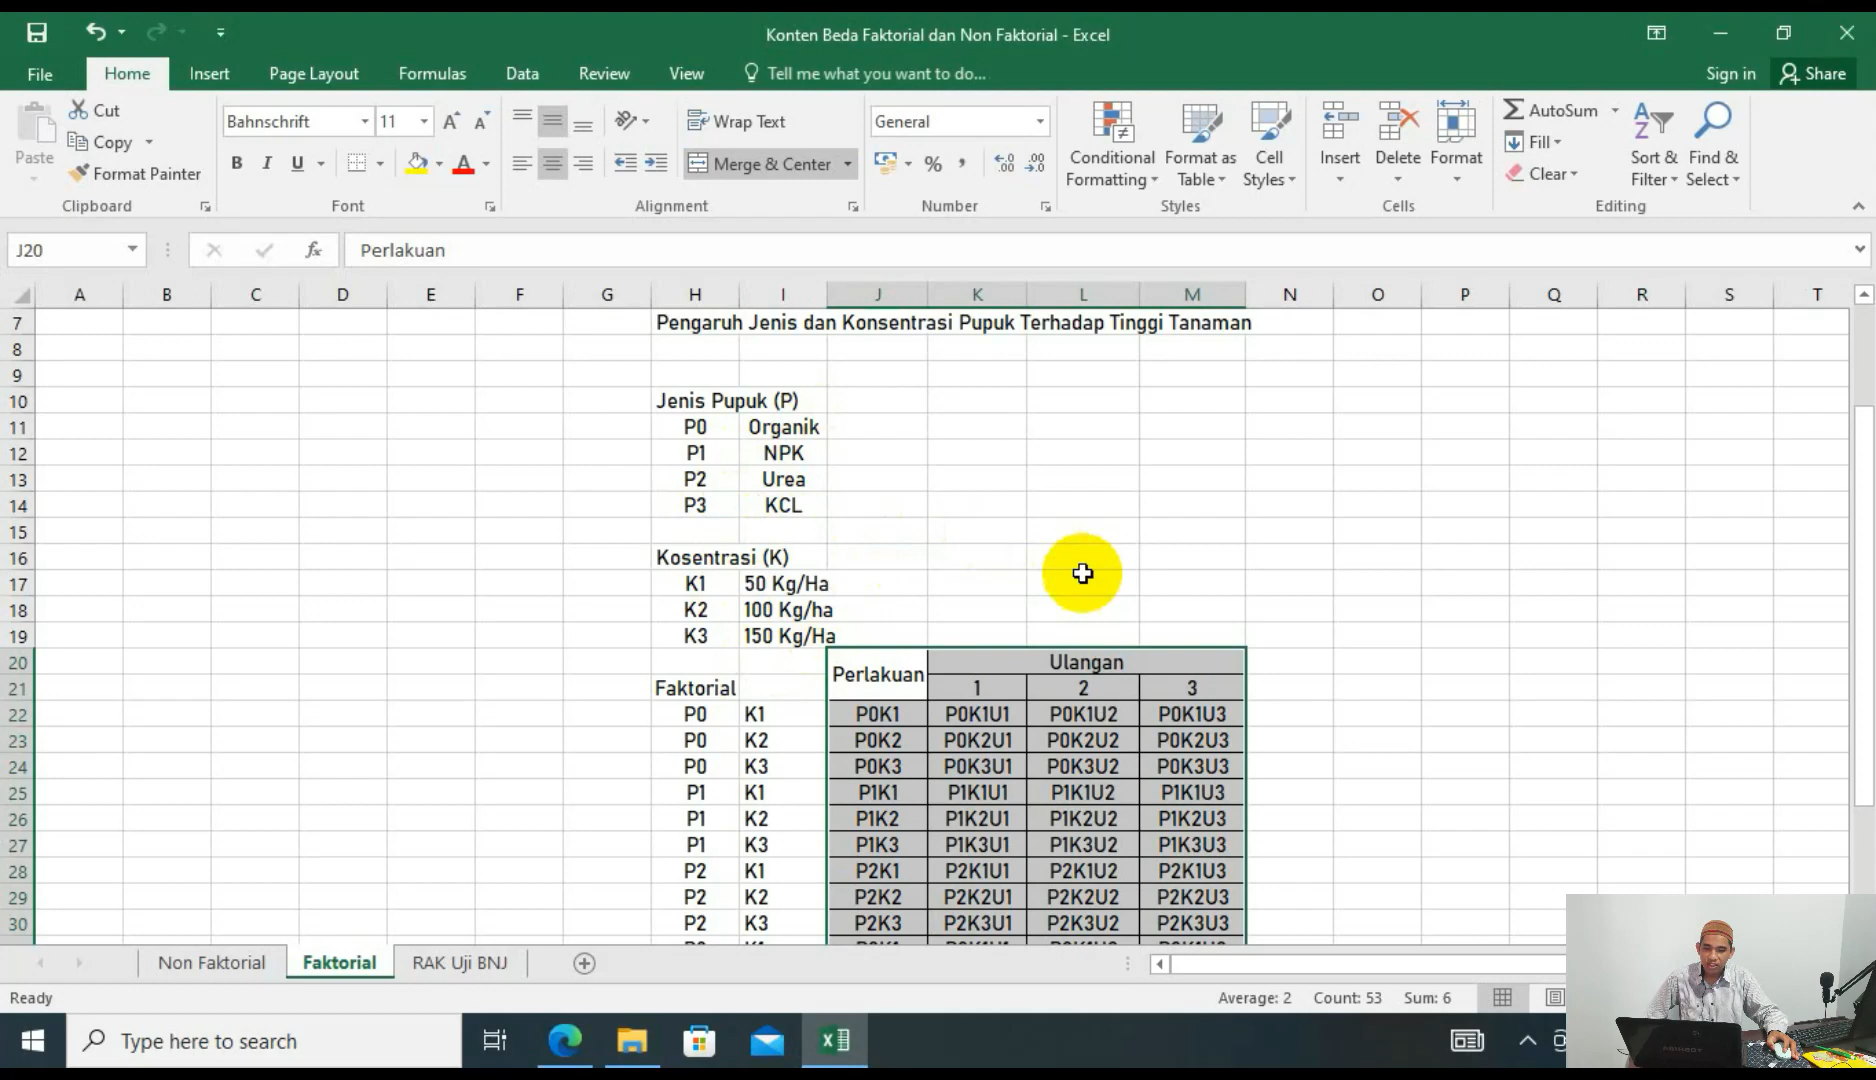 Konten Beda Faktorial dan Non Faktorial - Excel
File Home Insert Page Layout Formulas Data Review View Tell me what you want to do... Sign in Share
Paste
Cut
Copy
Format Painter
Clipboard
Bahnschrift 11
B I U
Font
Wrap Text
Merge & Center
Alignment
General
Number
Conditional Formatting
Format as Table
Cell Styles
Styles
Insert
Delete
Format
Cells
AutoSum
Fill
Clear
Sort & Filter
Find & Select
Editing
J20 fx Perlakuan
A B C D E F G H I J K L M N O P Q R S T
7 Pengaruh Jenis dan Konsentrasi Pupuk Terhadap Tinggi Tanaman
8
9
10 Jenis Pupuk (P)
11 P0 Organik
12 P1 NPK
13 P2 Urea
14 P3 KCL
15
16 Kosentrasi (K)
17 K1 50 Kg/Ha
18 K2 100 Kg/ha
19 K3 150 Kg/Ha
20 Perlakuan Ulangan
21 Faktorial 1 2 3
22 P0 K1 P0K1 P0K1U1 P0K1U2 P0K1U3
23 P0 K2 P0K2 P0K2U1 P0K2U2 P0K2U3
24 P0 K3 P0K3 P0K3U1 P0K3U2 P0K3U3
25 P1 K1 P1K1 P1K1U1 P1K1U2 P1K1U3
26 P1 K2 P1K2 P1K2U1 P1K2U2 P1K2U3
27 P1 K3 P1K3 P1K3U1 P1K3U2 P1K3U3
28 P2 K1 P2K1 P2K1U1 P2K1U2 P2K1U3
29 P2 K2 P2K2 P2K2U1 P2K2U2 P2K2U3
30 P2 K3 P2K3 P2K3U1 P2K3U2 P2K3U3
Non Faktorial Faktorial RAK Uji BNJ
Ready Average: 2 Count: 53 Sum: 6
Type here to search